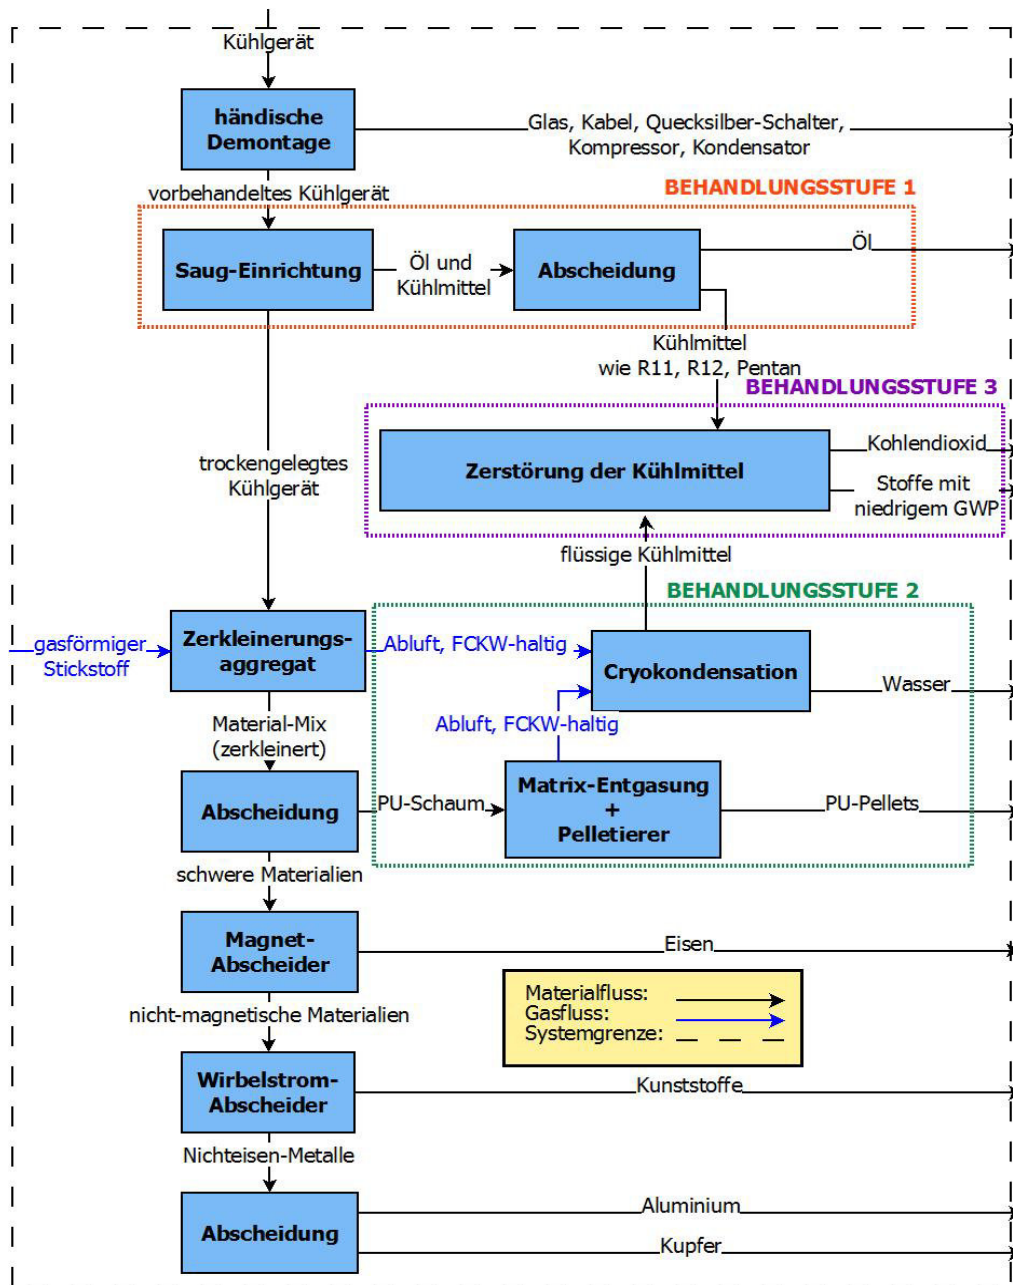 Kühlgerät
händische
Demontage
Glas, Kabel, Quecksilber-Schalter,
Kompressor, Kondensator
vorbehandeltes Kühlgerät
BEHANDLUNGSSTUFE 1
Saug-Einrichtung
Öl und
Kühlmittel
Abscheidung
Öl
Kühlmittel
wie R11, R12, Pentan
BEHANDLUNGSSTUFE 3
Zerstörung der Kühlmittel
Kohlendioxid
Stoffe mit
niedrigem GWP
trockengelegtes
Kühlgerät
flüssige Kühlmittel
BEHANDLUNGSSTUFE 2
gasförmiger
Stickstoff
Zerkleinerungs-
aggregat
Abluft, FCKW-haltig
Cryokondensation
Wasser
Material-Mix
(zerkleinert)
Abluft, FCKW-haltig
Abscheidung
PU-Schaum
Matrix-Entgasung
+
Pelletierer
PU-Pellets
schwere Materialien
Magnet-
Abscheider
Eisen
nicht-magnetische Materialien
Materialfluss:
Gasfluss:
Systemgrenze:
Wirbelstrom-
Abscheider
Kunststoffe
Nichteisen-Metalle
Abscheidung
Aluminium
Kupfer